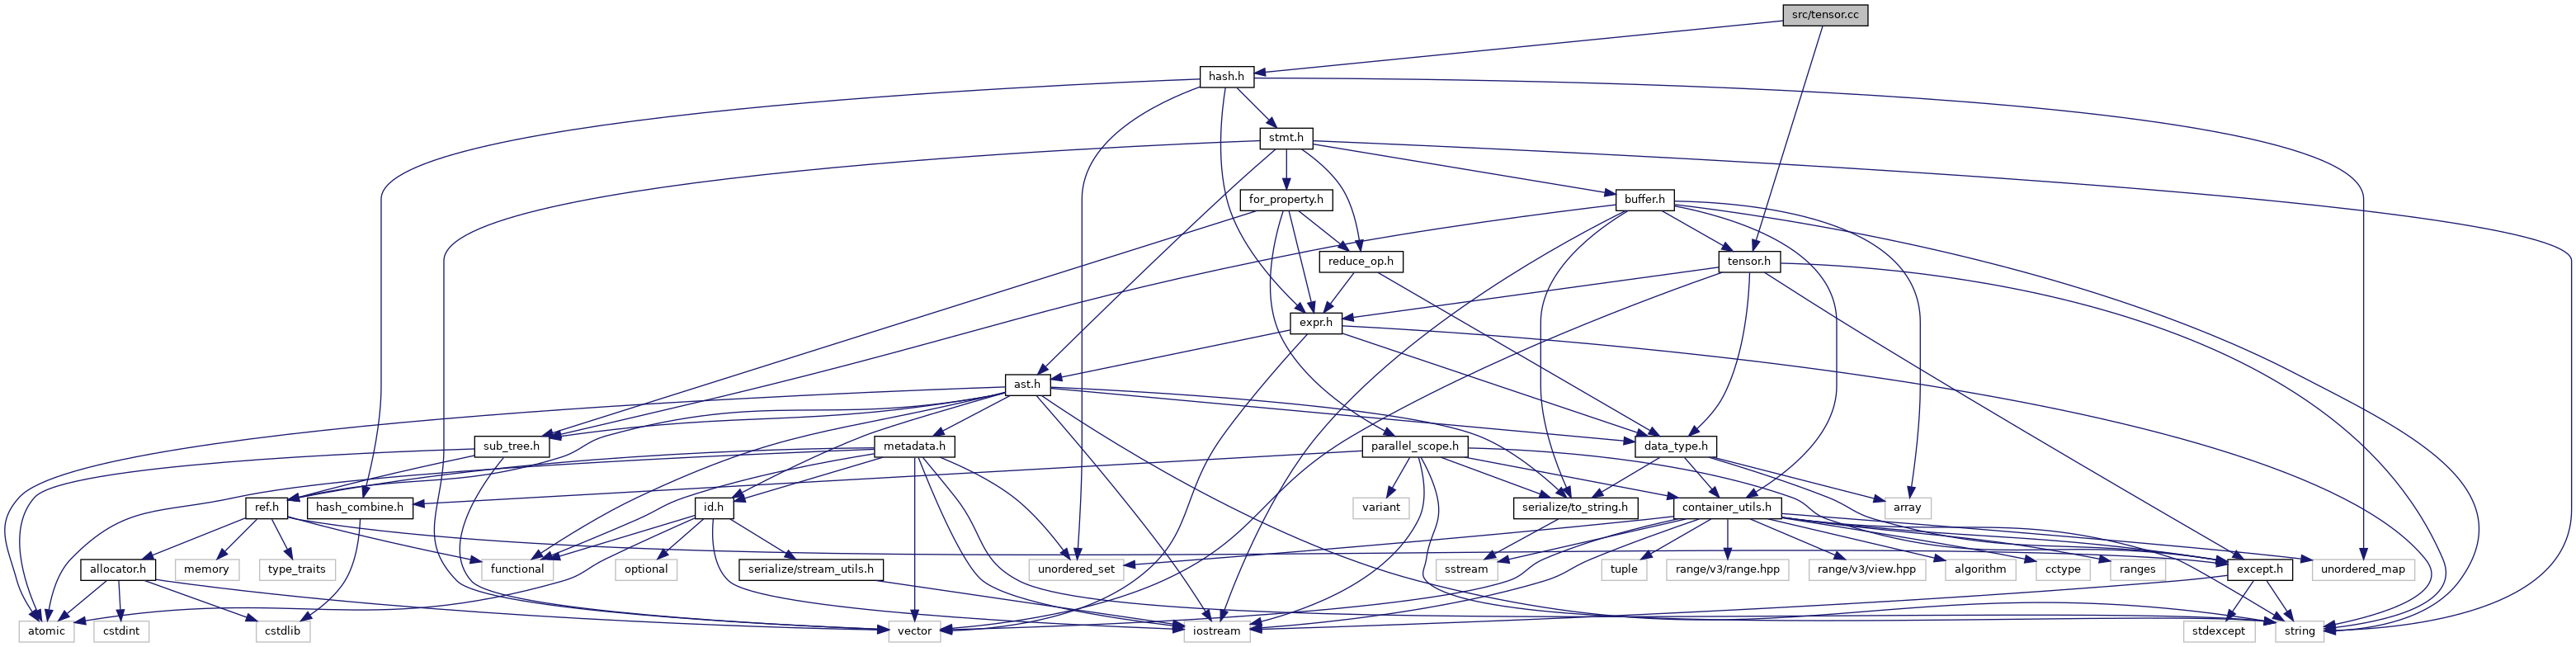 src/tensor.cc
hash.h
stmt.h
for_property.h
buffer.h
reduce_op.h
tensor.h
expr.h
ast.h
sub_tree.h
metadata.h
parallel_scope.h
data_type.h
ref.h
hash_combine.h
id.h
variant
serialize/to_string.h
container_utils.h
array
allocator.h
memory
type_traits
functional
optional
serialize/stream_utils.h
unordered_set
sstream
tuple
range/v3/range.hpp
range/v3/view.hpp
algorithm
cctype
ranges
except.h
unordered_map
atomic
cstdint
cstdlib
vector
iostream
stdexcept
string